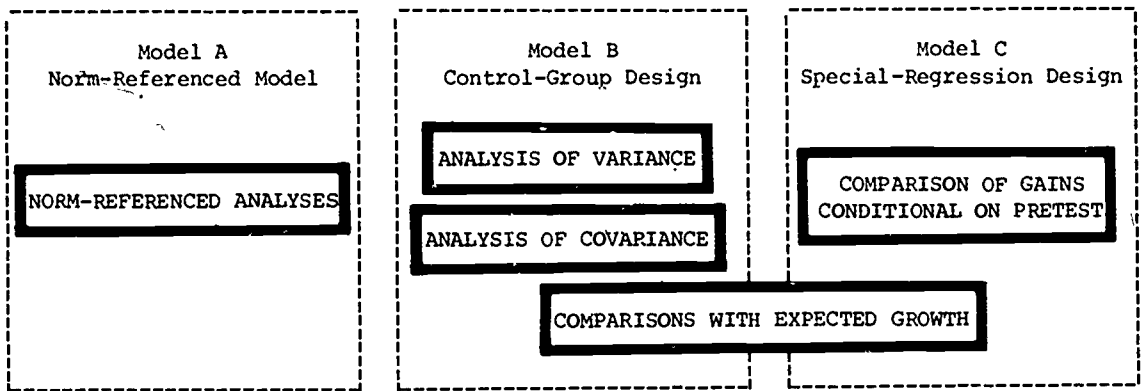 Model A
Norm-Referenced Model
NORM-REFERENCED ANALYSES
Model B
Control-Group Design
ANALYSIS OF VARIANCE
ANALYSIS OF COVARIANCE
Model C
Special-Regression Design
COMPARISON OF GAINS
CONDITIONAL ON PRETEST
COMPARISONS WITH EXPECTED GROWTH